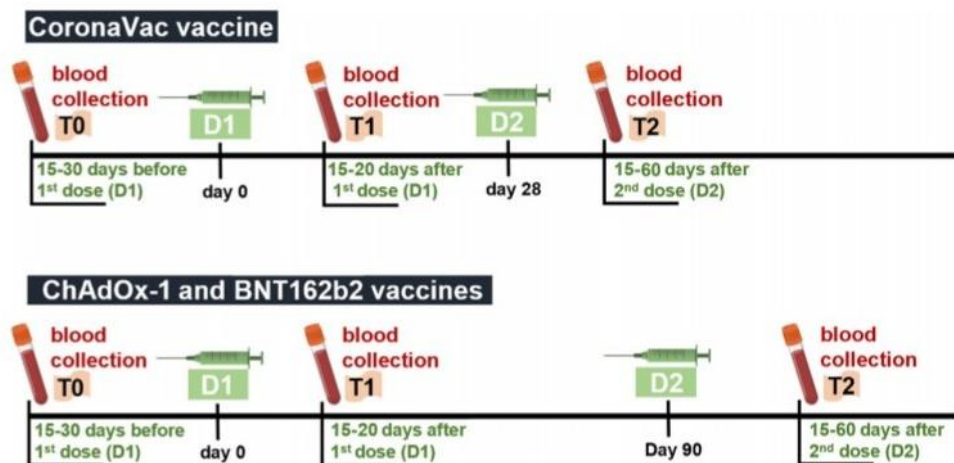 CoronaVac vaccine
blood
collection
T0
D1
blood
collection
T1
D2
blood
collection
T2
15-30 days before
1st dose (D1)
day 0
15-20 days after
1st dose (D1)
day 28
15-60 days after
2nd dose (D2)
ChAdOx-1 and BNT162b2 vaccines
blood
collection
T0
D1
blood
collection
T1
D2
blood
collection
T2
15-30 days before
1st dose (D1)
day 0
15-20 days after
1st dose (D1)
Day 90
15-60 days after
2nd dose (D2)